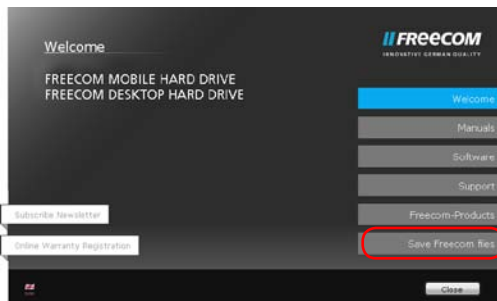 Welcome
FREECOM MOBILE HARD DRIVE
FREECOM DESKTOP HARD DRIVE
FREECOM
INNOVATIVE GERMAN QUALITY
Welcome
Manuals
Software
Support
Freecom-Products
Save Freecom files
Subscribe Newsletter
Online Warranty Registration
Close